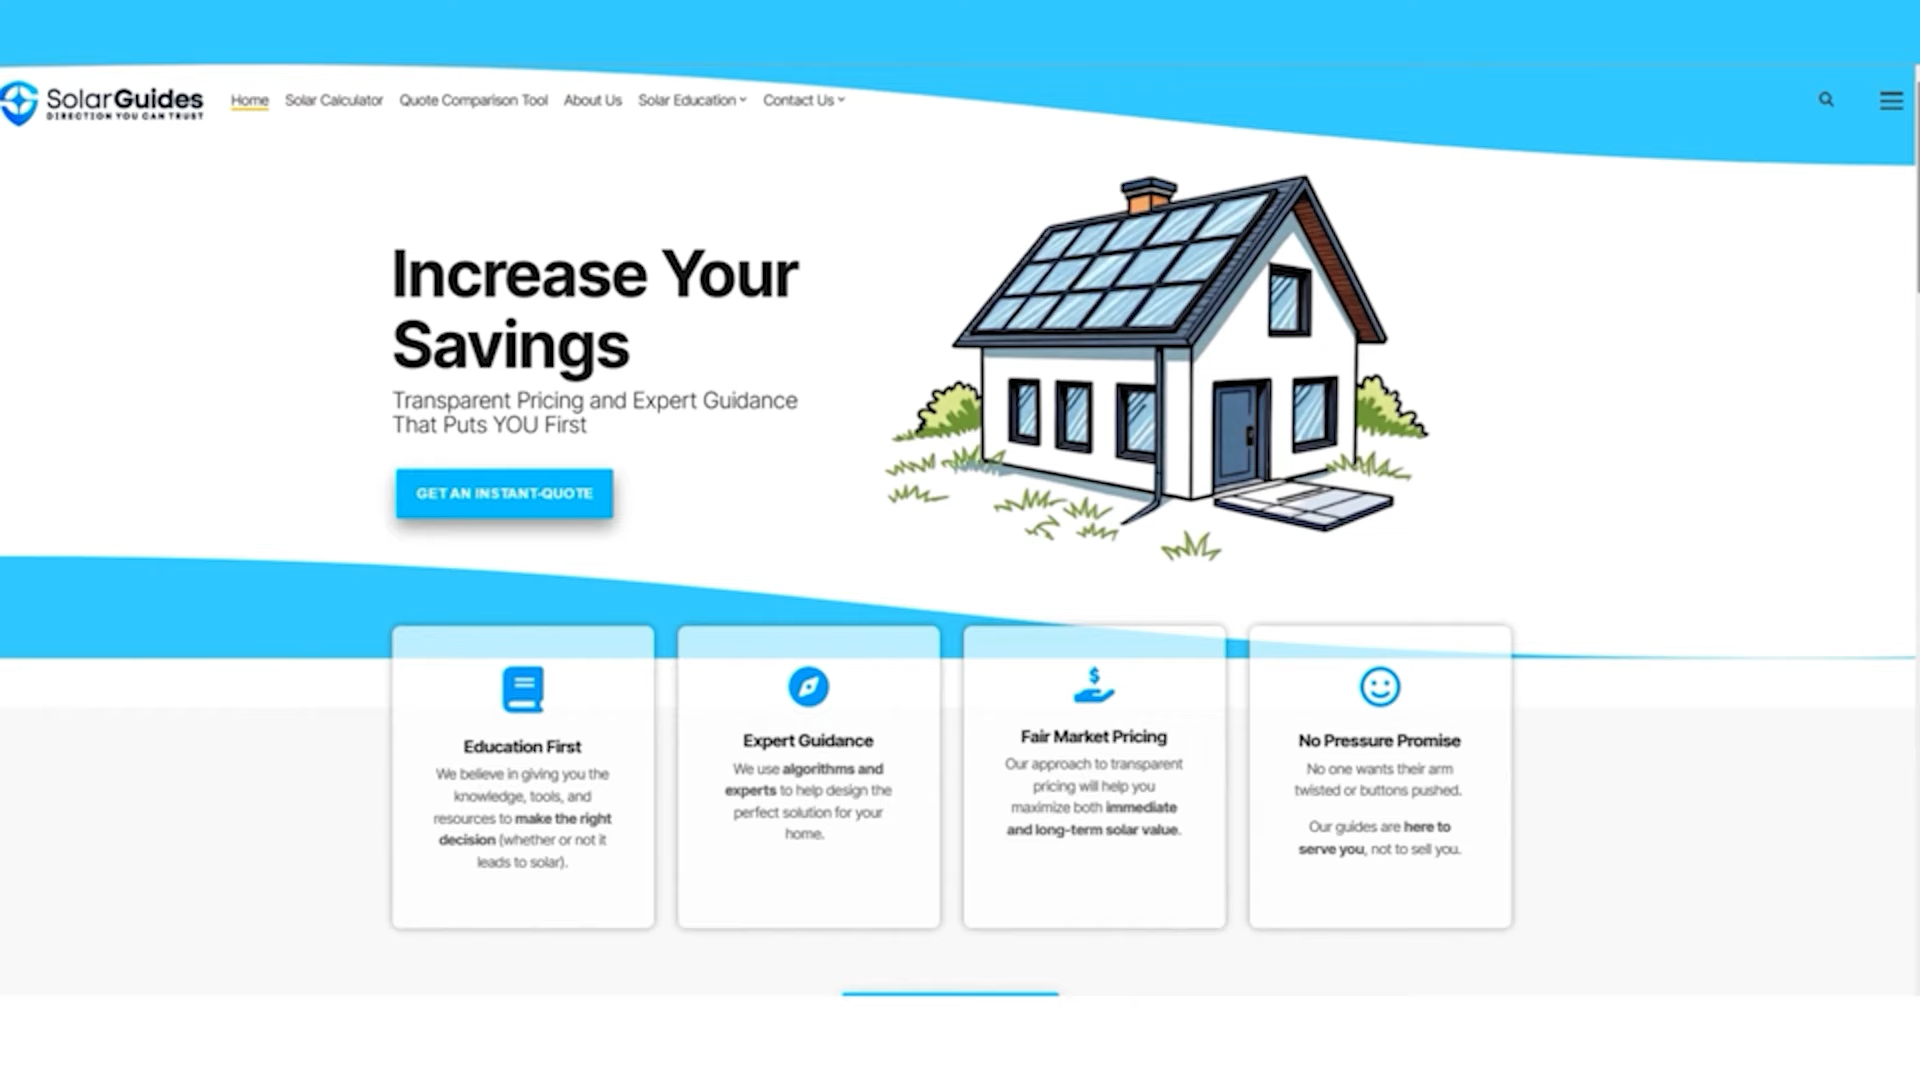 SolarGuides
DIRECTION YOU CAN TRUST
Home
Solar Calculator
Quote Comparison Tool
About Us
Solar Education
Contact Us
Increase Your
Savings
Transparent Pricing and Expert Guidance
That Puts YOU First
GET AN INSTANT-QUOTE
Education First
We believe in giving you the
knowledge, tools, and
resources to make the right
decision (whether or not it
leads to solar).
Expert Guidance
We use algorithms and
experts to help design the
perfect solution for your
home.
$
Fair Market Pricing
Our approach to transparent
pricing will help you
maximize both immediate
and long-term solar value.
No Pressure Promise
No one wants their arm
twisted or buttons pushed.
Our guides are here to
serve you, not to sell you.